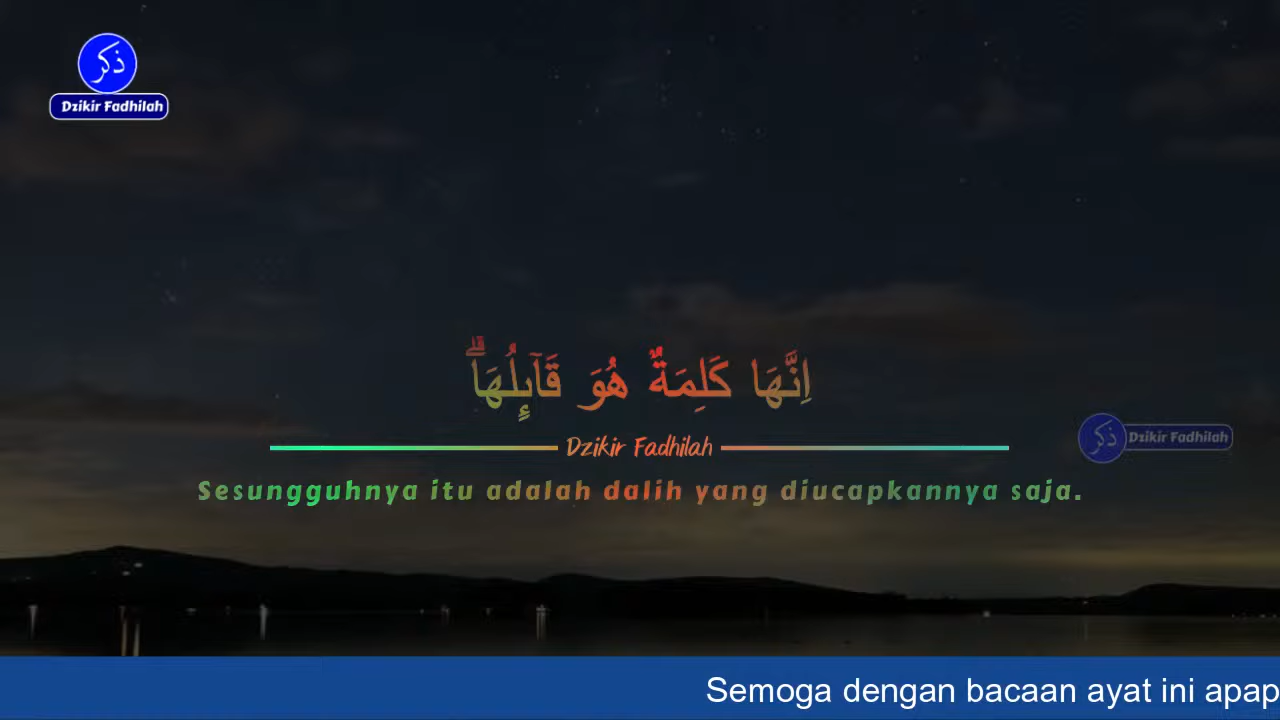 ذكر
Dzikir Fadhilah
اِنَّهَا كَلِمَةٌ هُوَ قَاۤىِٕلُهَاۗ
Dzikir Fadhilah
ذكر
Dzikir Fadhilah
Sesungguhnya itu adalah dalih yang diucapkannya saja.
Semoga dengan bacaan ayat ini apap